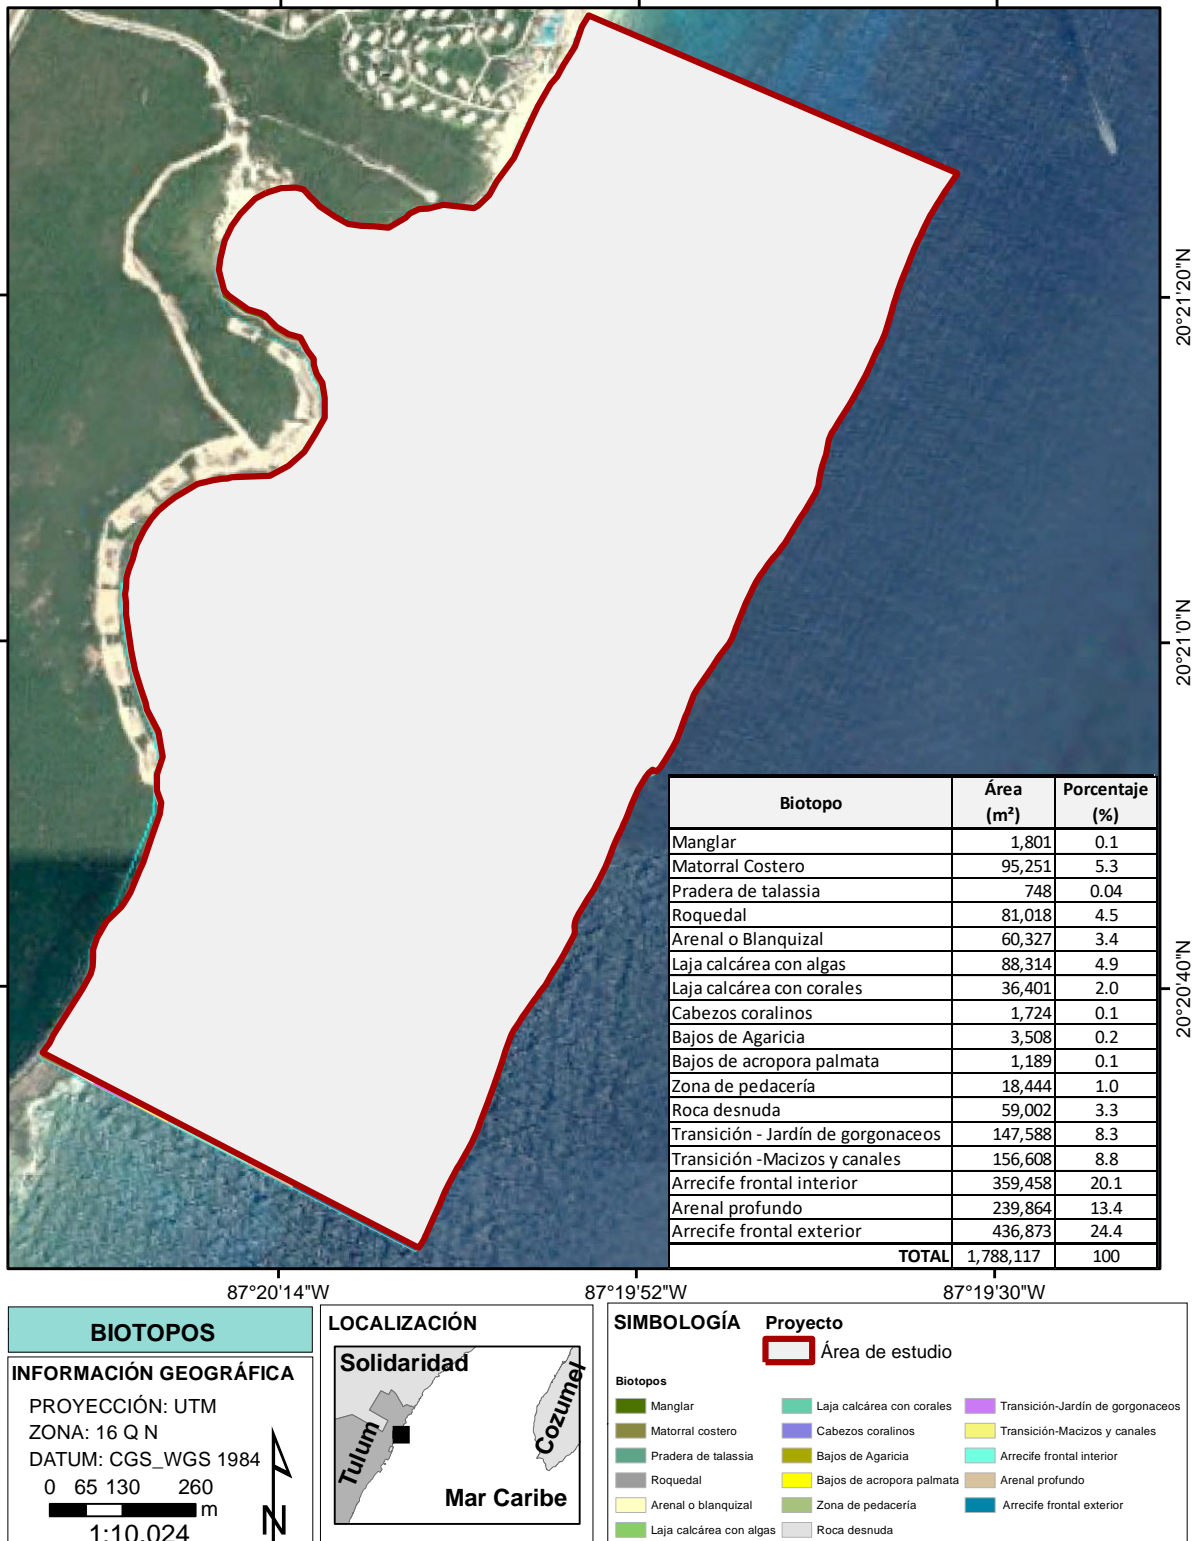 20°21'20"N
20°21'0"N
20°20'40"N
Biotopo Área (m²) Porcentaje (%)
Manglar 1,801 0.1
Matorral Costero 95,251 5.3
Pradera de talassia 748 0.04
Roquedal 81,018 4.5
Arenal o Blanquizal 60,327 3.4
Laja calcárea con algas 88,314 4.9
Laja calcárea con corales 36,401 2.0
Cabezos coralinos 1,724 0.1
Bajos de Agaricia 3,508 0.2
Bajos de acropora palmata 1,189 0.1
Zona de pedacería 18,444 1.0
Roca desnuda 59,002 3.3
Transición - Jardín de gorgonaceos 147,588 8.3
Transición -Macizos y canales 156,608 8.8
Arrecife frontal interior 359,458 20.1
Arenal profundo 239,864 13.4
Arrecife frontal exterior 436,873 24.4
TOTAL 1,788,117 100
87°20'14"W 87°19'52"W 87°19'30"W
BIOTOPOS
INFORMACIÓN GEOGRÁFICA
PROYECCIÓN: UTM
ZONA: 16 Q N
DATUM: CGS_WGS 1984
0 65 130 260
m
1:10,024
N
LOCALIZACIÓN
Solidaridad
Tulum
Cozumel
Mar Caribe
SIMBOLOGÍA Proyecto
Área de estudio
Biotopos
Manglar
Matorral costero
Pradera de talassia
Roquedal
Arenal o blanquizal
Laja calcárea con algas
Laja calcárea con corales
Cabezos coralinos
Bajos de Agaricia
Bajos de acropora palmata
Zona de pedacería
Roca desnuda
Transición-Jardín de gorgonaceos
Transición-Macizos y canales
Arrecife frontal interior
Arenal profundo
Arrecife frontal exterior